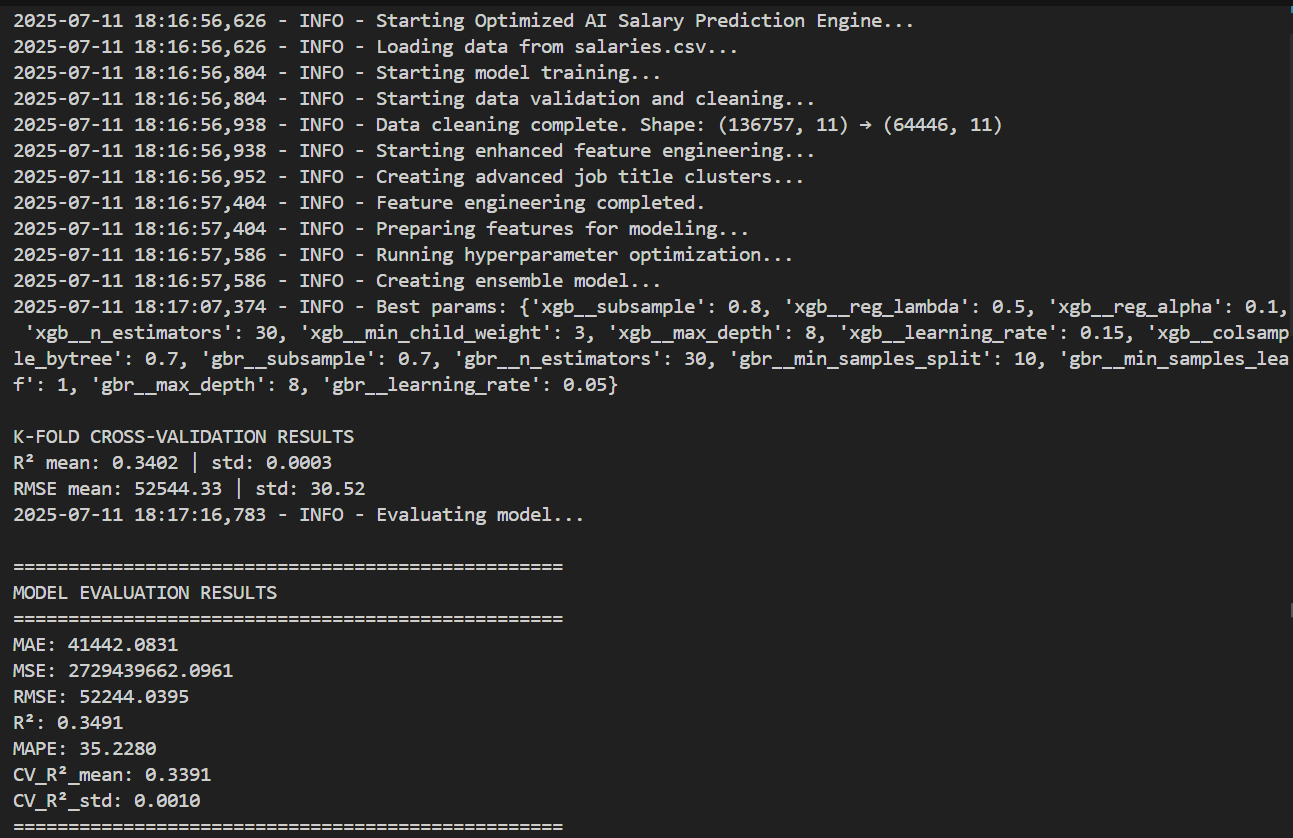 2025-07-11 18:16:56,626 - INFO - Starting Optimized AI Salary Prediction Engine...
2025-07-11 18:16:56,626 - INFO - Loading data from salaries.csv...
2025-07-11 18:16:56,804 - INFO - Starting model training...
2025-07-11 18:16:56,804 - INFO - Starting data validation and cleaning...
2025-07-11 18:16:56,938 - INFO - Data cleaning complete. Shape: (136757, 11) → (64446, 11)
2025-07-11 18:16:56,938 - INFO - Starting enhanced feature engineering...
2025-07-11 18:16:56,952 - INFO - Creating advanced job title clusters...
2025-07-11 18:16:57,404 - INFO - Feature engineering completed.
2025-07-11 18:16:57,404 - INFO - Preparing features for modeling...
2025-07-11 18:16:57,586 - INFO - Running hyperparameter optimization...
2025-07-11 18:16:57,586 - INFO - Creating ensemble model...
2025-07-11 18:17:07,374 - INFO - Best params: {'xgb__subsample': 0.8, 'xgb__reg_lambda': 0.5, 'xgb__reg_alpha': 0.1,
'xgb__n_estimators': 30, 'xgb__min_child_weight': 3, 'xgb__max_depth': 8, 'xgb__learning_rate': 0.15, 'xgb__colsamp
le_bytree': 0.7, 'gbr__subsample': 0.7, 'gbr__n_estimators': 30, 'gbr__min_samples_split': 10, 'gbr__min_samples_lea
f': 1, 'gbr__max_depth': 8, 'gbr__learning_rate': 0.05}
K-FOLD CROSS-VALIDATION RESULTS
R² mean: 0.3402 | std: 0.0003
RMSE mean: 52544.33 | std: 30.52
2025-07-11 18:17:16,783 - INFO - Evaluating model...
==================================================
MODEL EVALUATION RESULTS
==================================================
MAE: 41442.0831
MSE: 2729439662.0961
RMSE: 52244.0395
R²: 0.3491
MAPE: 35.2280
CV_R²_mean: 0.3391
CV_R²_std: 0.0010
==================================================